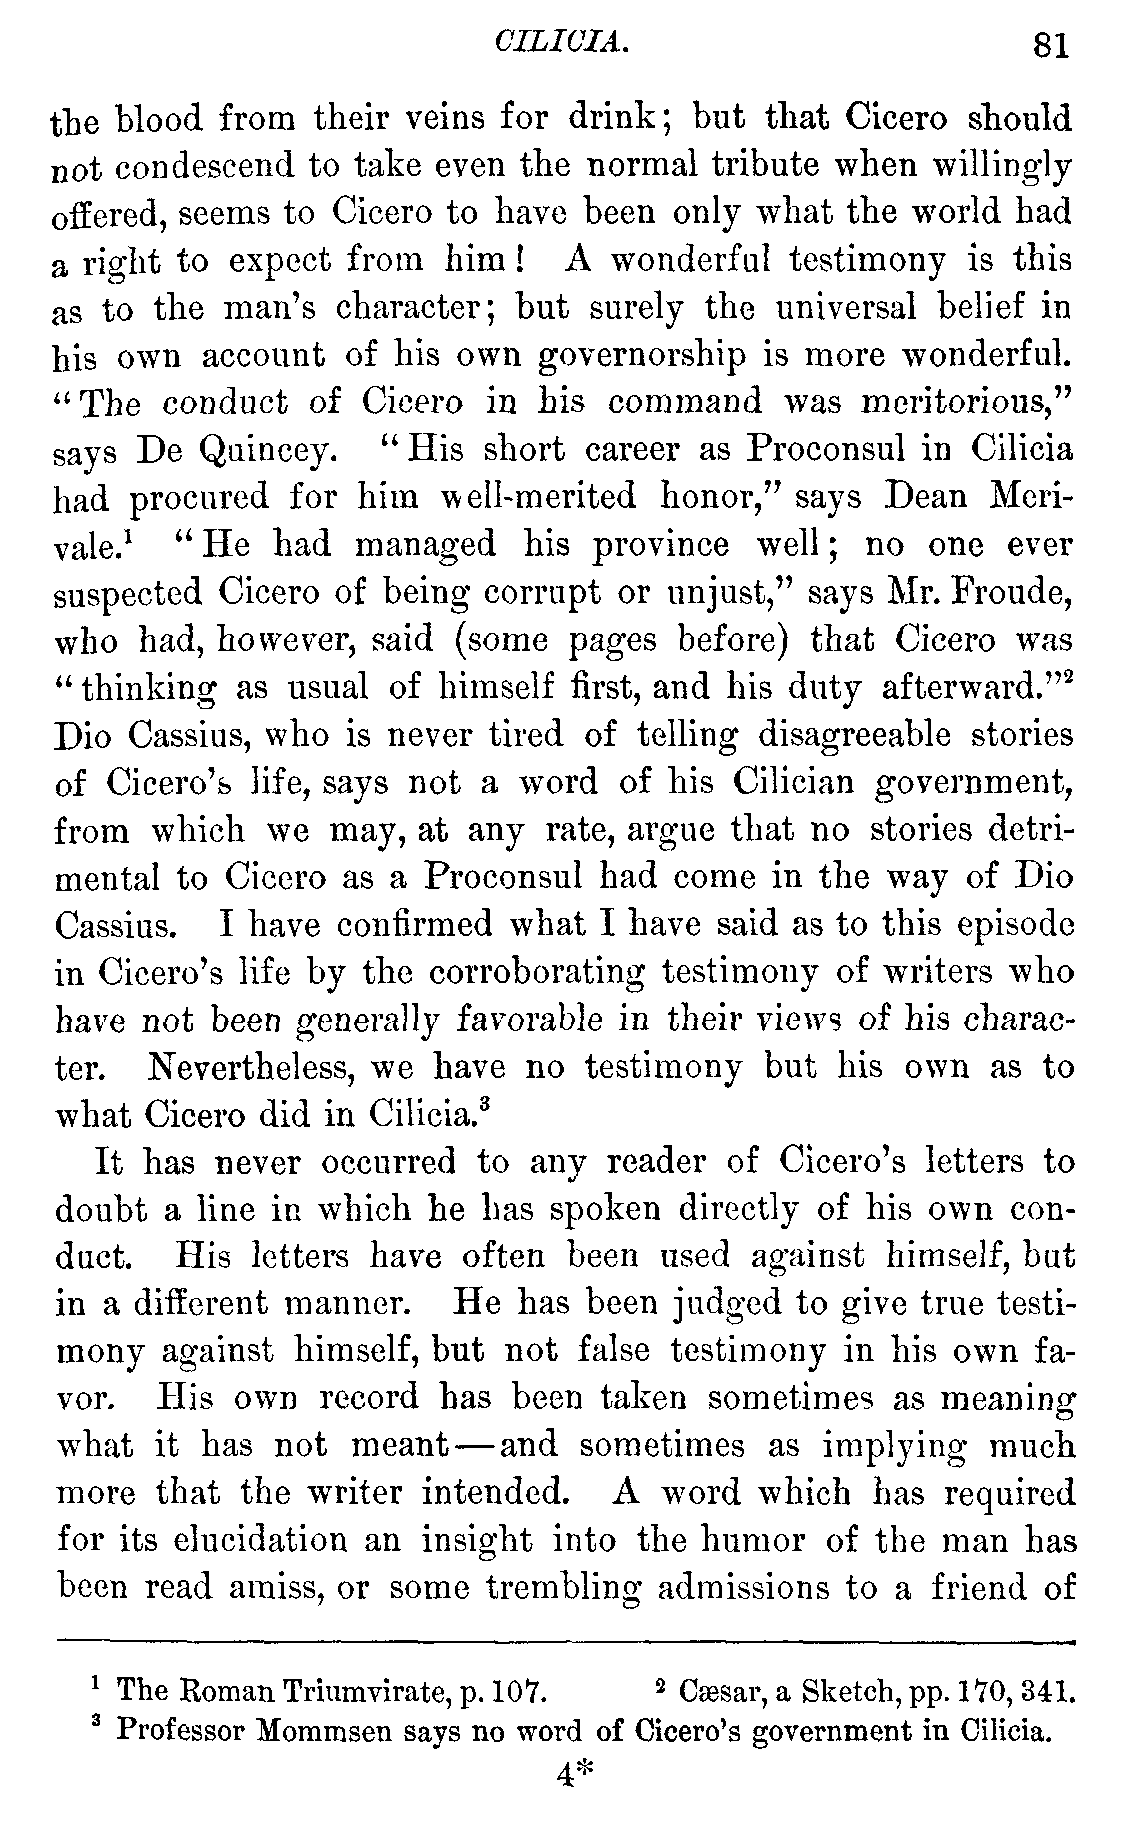 CILICIA. 81
the blood from their veins for drink; but that Cicero should
not condescend to take even the normal tribute when willingly
offered, seems to Cicero to have been only what the world had
a right to expect from him! A wonderful testimony is this
as to the man's character; but surely the universal belief in
his own account of his own governorship is more wonderful.
"The conduct of Cicero in his command was meritorious,"
says De Quincey. "His short career as Proconsul in Cilicia
had procured for him well-merited honor," says Dean Meri-
vale.¹ "He had managed his province well; no one ever
suspected Cicero of being corrupt or unjust," says Mr. Froude,
who had, however, said (some pages before) that Cicero was
"thinking as usual of himself first, and his duty afterward."²
Dio Cassius, who is never tired of telling disagreeable stories
of Cicero's life, says not a word of his Cilician government,
from which we may, at any rate, argue that no stories detri-
mental to Cicero as a Proconsul had come in the way of Dio
Cassius. I have confirmed what I have said as to this episode
in Cicero's life by the corroborating testimony of writers who
have not been generally favorable in their views of his charac-
ter. Nevertheless, we have no testimony but his own as to
what Cicero did in Cilicia.³
It has never occurred to any reader of Cicero's letters to
doubt a line in which he has spoken directly of his own con-
duct. His letters have often been used against himself, but
in a different manner. He has been judged to give true testi-
mony against himself, but not false testimony in his own fa-
vor. His own record has been taken sometimes as meaning
what it has not meant—and sometimes as implying much
more that the writer intended. A word which has required
for its elucidation an insight into the humor of the man has
been read amiss, or some trembling admissions to a friend of
¹ The Roman Triumvirate, p. 107. ² Cæsar, a Sketch, pp. 170, 341.
³ Professor Mommsen says no word of Cicero's government in Cilicia.
4*